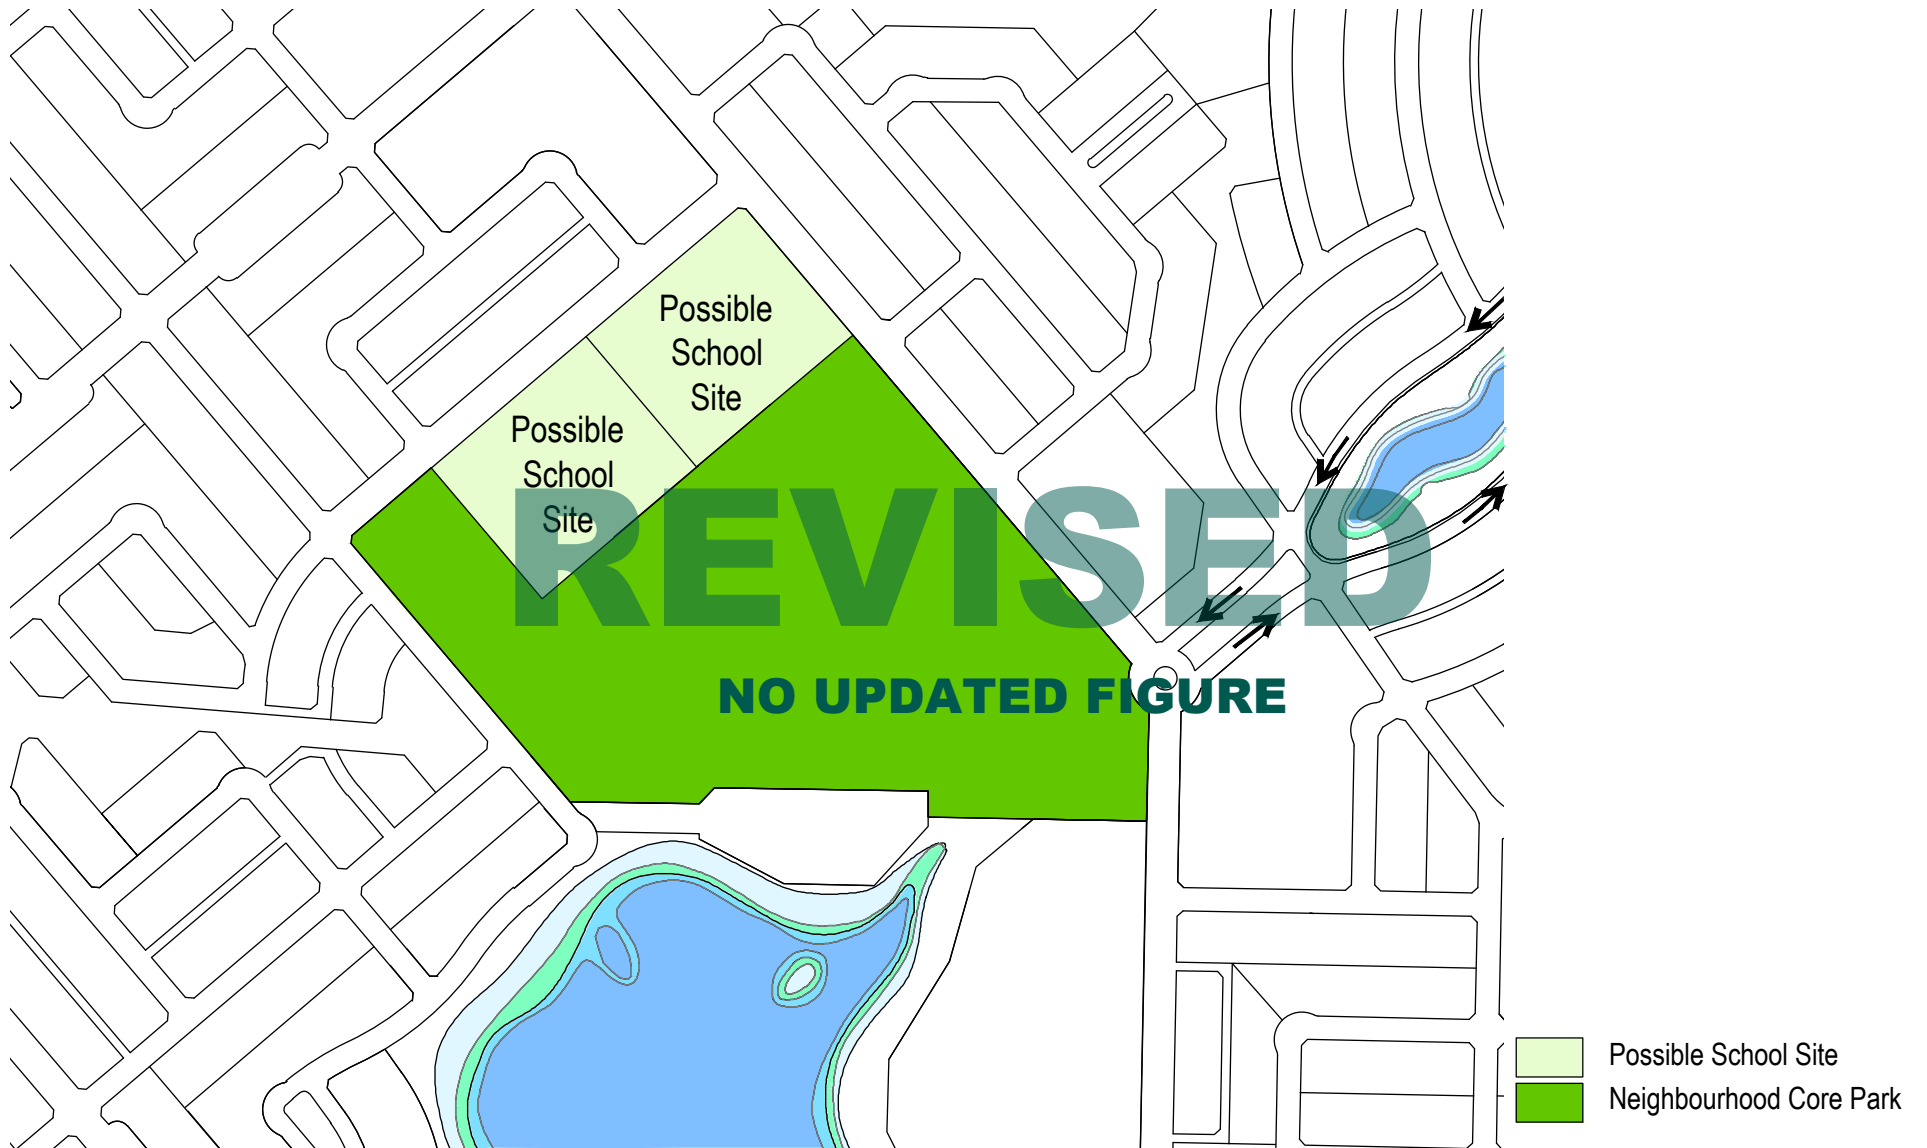 Possible
School
Site
Possible
School
Site
REVISED
NO UPDATED FIGURE
Possible School Site
Neighbourhood Core Park